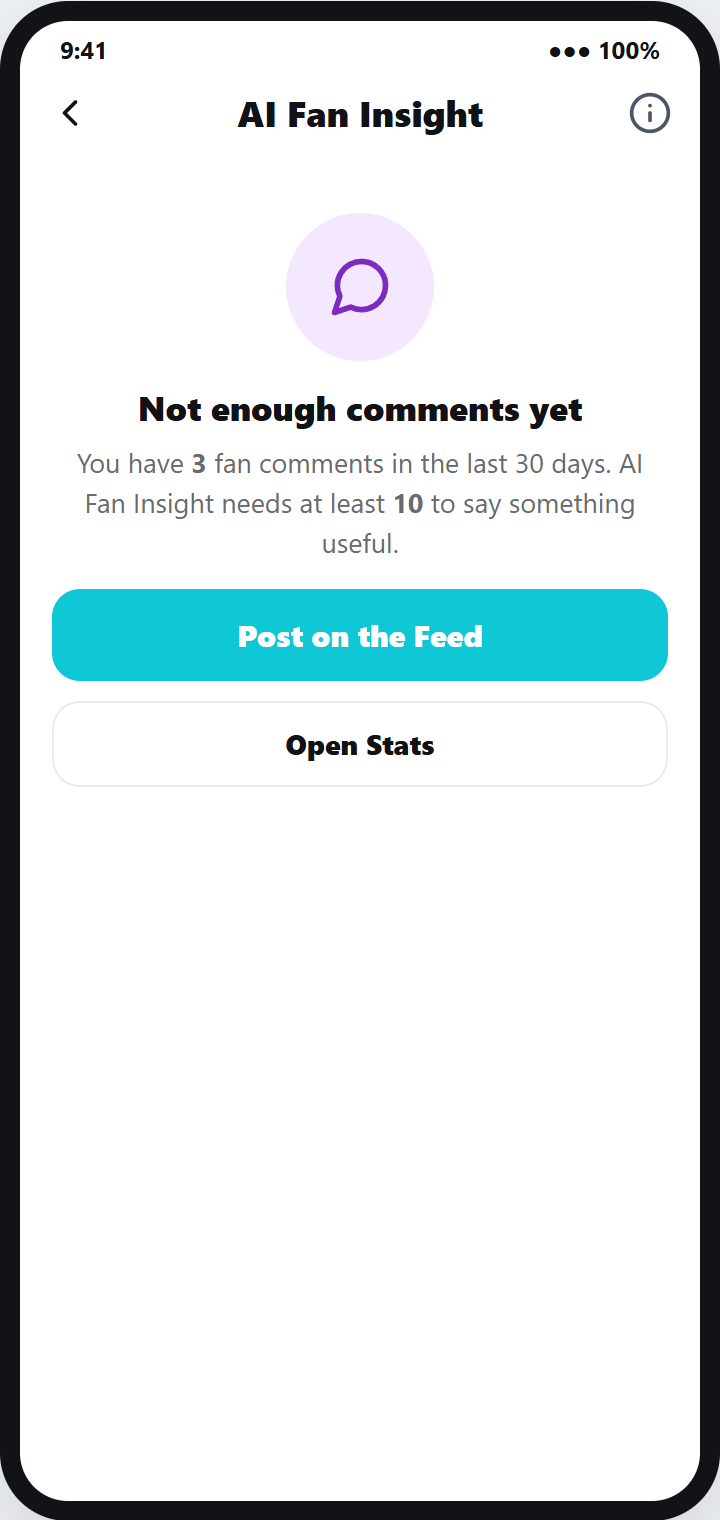 9:41 ●●● 100%
AI Fan Insight
Not enough comments yet
You have 3 fan comments in the last 30 days. AI
Fan Insight needs at least 10 to say something
useful.
Post on the Feed
Open Stats